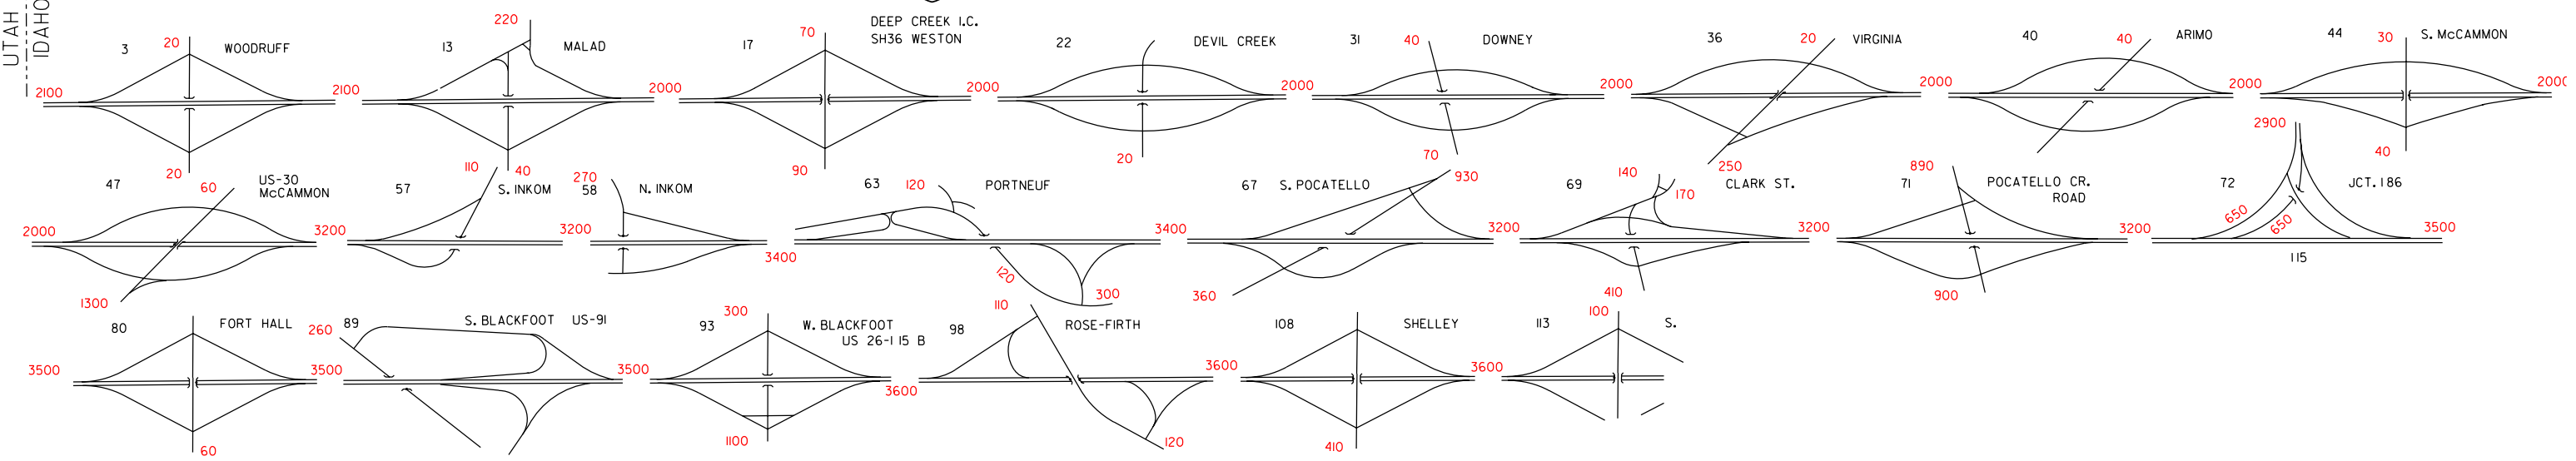 UTAH
IDAHO
3 20 WOODRUFF
220 13 MALAD
17 70 DEEP CREEK I.C.
SH36 WESTON
22 DEVIL CREEK
31 40 DOWNEY
36 20 VIRGINIA
40 40 ARIMO
44 30 S. McCAMMON
2100 2100 2000 2000 2000 2000 2000 2000 2000
20 40 90 20 70 250 40
47 60 US-30
McCAMMON
57 110 S. INKOM
270
58 N. INKOM
63 120 PORTNEUF
67 S. POCATELLO 930
69 140 170 CLARK ST.
71 890 POCATELLO CR.
ROAD
72 2900 JCT. I86
2000 3200 3200 3400 3400 3200 3200 3200 650 650 3500
1300 120 300 360 410 900 115
80 FORT HALL
260 89 S. BLACKFOOT US-91
93 300 W. BLACKFOOT
US 26-I 15 B
98 110 ROSE-FIRTH
108 SHELLEY
113 100 S.
3500 3500 3500 3600 3600 3600
60 1100 120 410